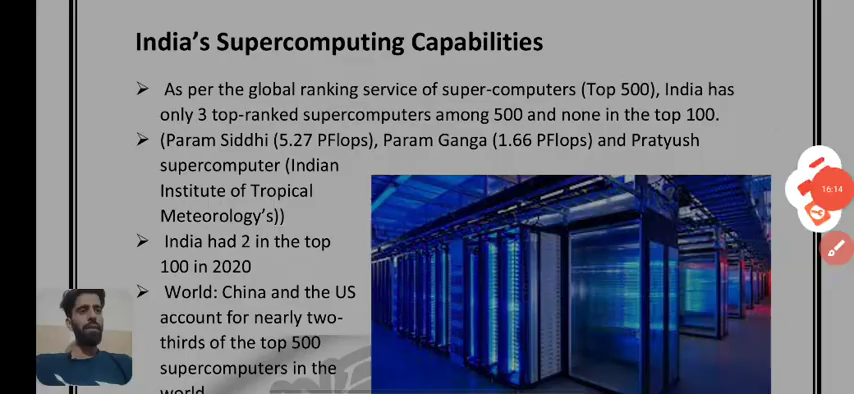 India's Supercomputing Capabilities
➢ As per the global ranking service of super-computers (Top 500), India has
only 3 top-ranked supercomputers among 500 and none in the top 100.
➢ (Param Siddhi (5.27 PFlops), Param Ganga (1.66 PFlops) and Pratyush
supercomputer (Indian
Institute of Tropical
Meteorology's))
➢ India had 2 in the top
100 in 2020
➢ World: China and the US
account for nearly two-
thirds of the top 500
supercomputers in the
world
16:14